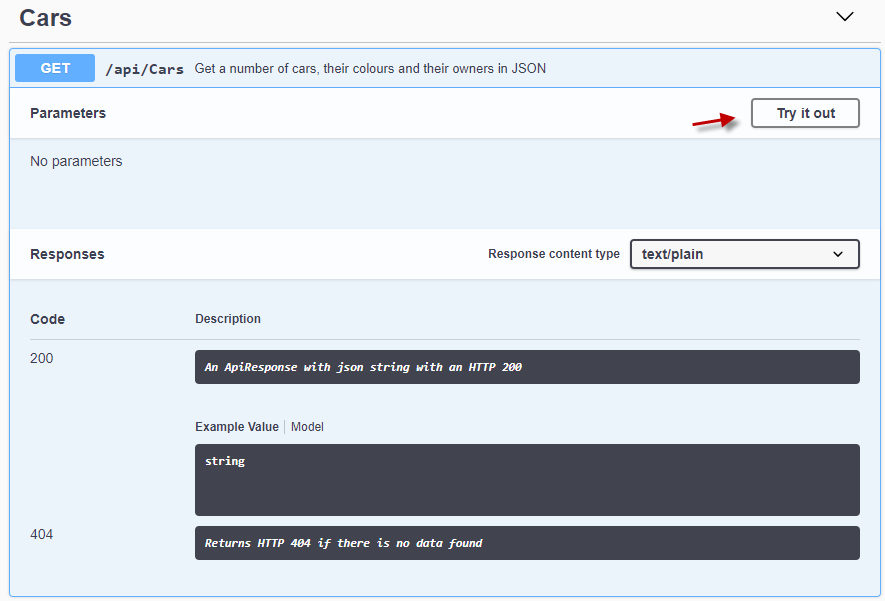 Cars
GET /api/Cars Get a number of cars, their colours and their owners in JSON
Parameters Try it out
No parameters
Responses Response content type text/plain
Code Description
200 An ApiResponse with json string with an HTTP 200
Example Value Model
string
404 Returns HTTP 404 if there is no data found